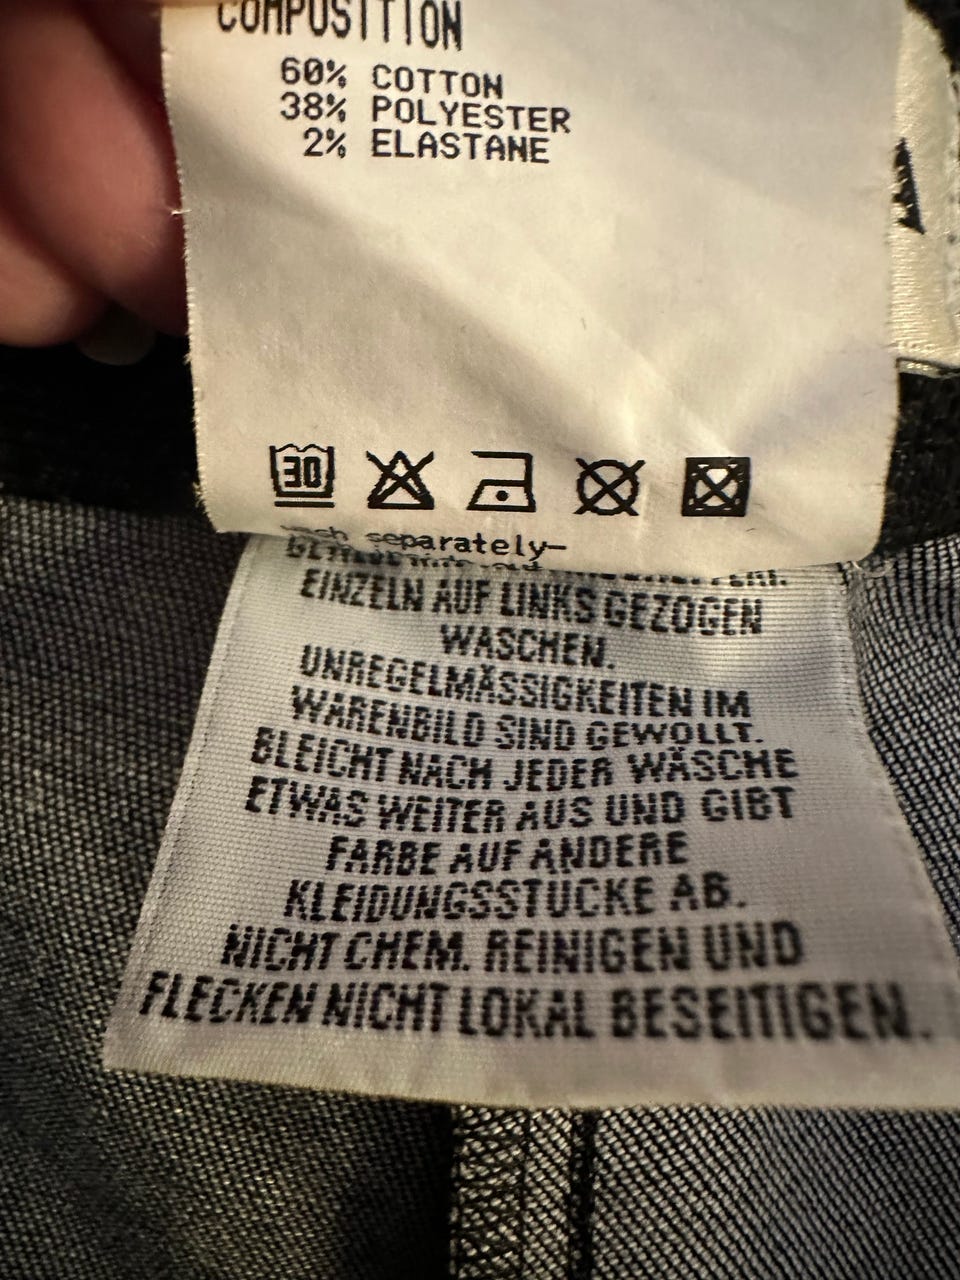 COMPOSITION
60% COTTON
38% POLYESTER
2% ELASTANE
30
separately-
EINZELN AUF LINKS GEZOGEN
WASCHEN.
UNREGELMÄSSIGKEITEN IM
WARENBILD SIND GEWOLLT.
BLEICHT NACH JEDER WÄSCHE
ETWAS WEITER AUS UND GIBT
FARBE AUF ANDERE
KLEIDUNGSSTUCKE AB.
NICHT CHEM. REINIGEN UND
FLECKEN NICHT LOKAL BESEITIGEN.